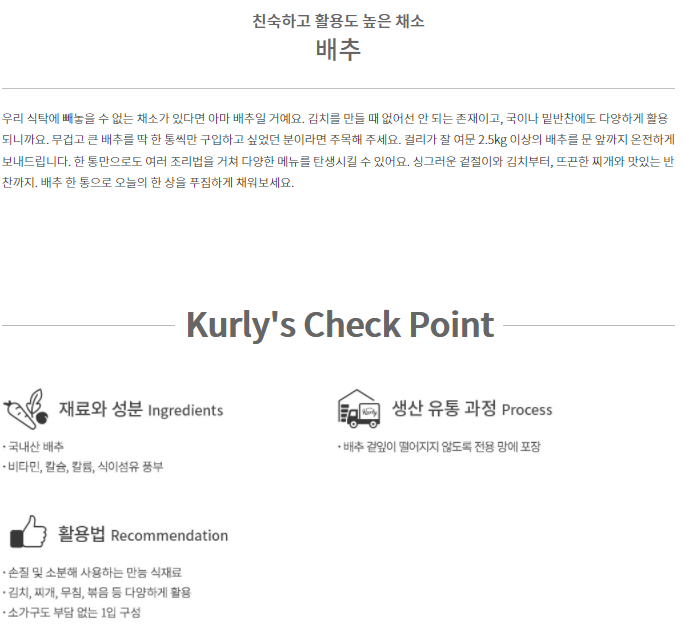 친숙하고 활용도 높은 채소
배추
우리 식탁에 빼놓을 수 없는 채소가 있다면 아마 배추일 거예요. 김치를 만들 때 없어선 안 되는 존재이고, 국이나 밑반찬에도 다양하게 활용
되니까요. 무겁고 큰 배추를 딱 한 통씩만 구입하고 싶었던 분이라면 주목해 주세요. 컬리가 잘 여문 2.5kg 이상의 배추를 문 앞까지 온전하게
보내드립니다. 한 통만으로도 여러 조리법을 거쳐 다양한 메뉴를 탄생시킬 수 있어요. 싱그러운 겉절이와 김치부터, 뜨끈한 찌개와 맛있는 반
찬까지. 배추 한 통으로 오늘의 한 상을 푸짐하게 채워보세요.
Kurly's Check Point
재료와 성분 Ingredients
· 국내산 배추
· 비타민, 칼슘, 칼륨, 식이섬유 풍부
Kurly
생산 유통 과정 Process
· 배추 겉잎이 떨어지지 않도록 전용 망에 포장
활용법 Recommendation
· 손질 및 소분해 사용하는 만능 식재료
· 김치, 찌개, 무침, 볶음 등 다양하게 활용
· 소가구도 부담 없는 1입 구성